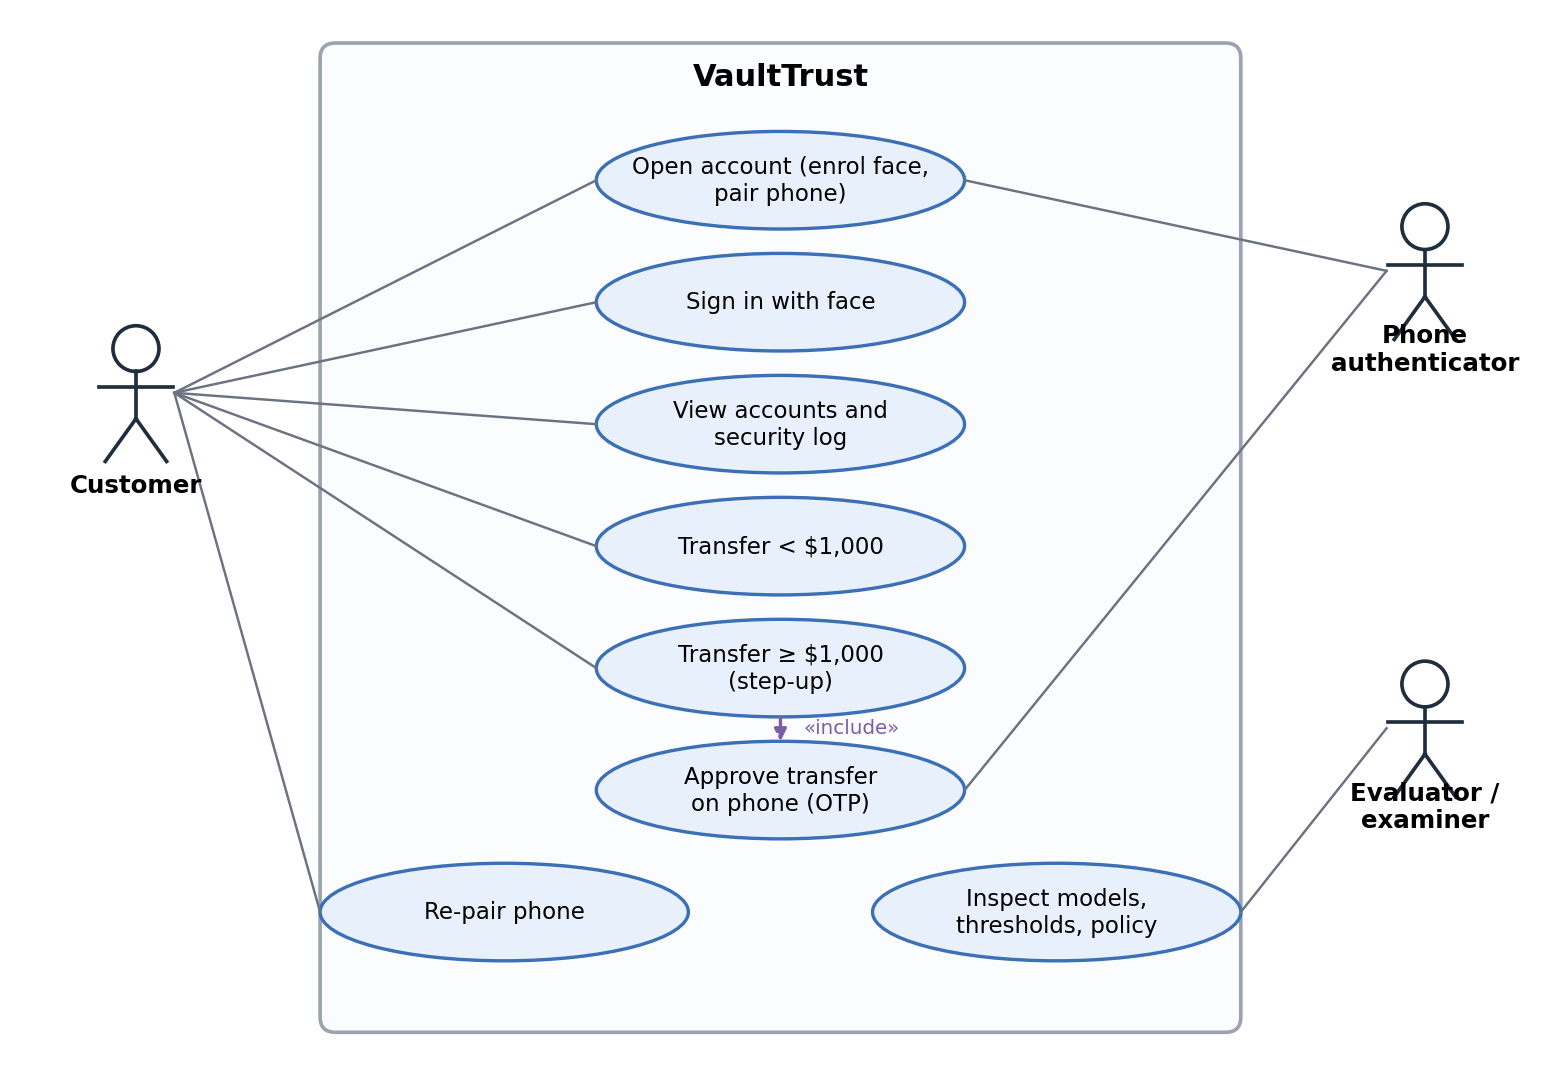 VaultTrust
Open account (enrol face,
pair phone)
Sign in with face
View accounts and
security log
Transfer < $1,000
Transfer ≥ $1,000
(step-up)
«include»
Approve transfer
on phone (OTP)
Re-pair phone
Inspect models,
thresholds, policy
Customer
Phone
authenticator
Evaluator /
examiner